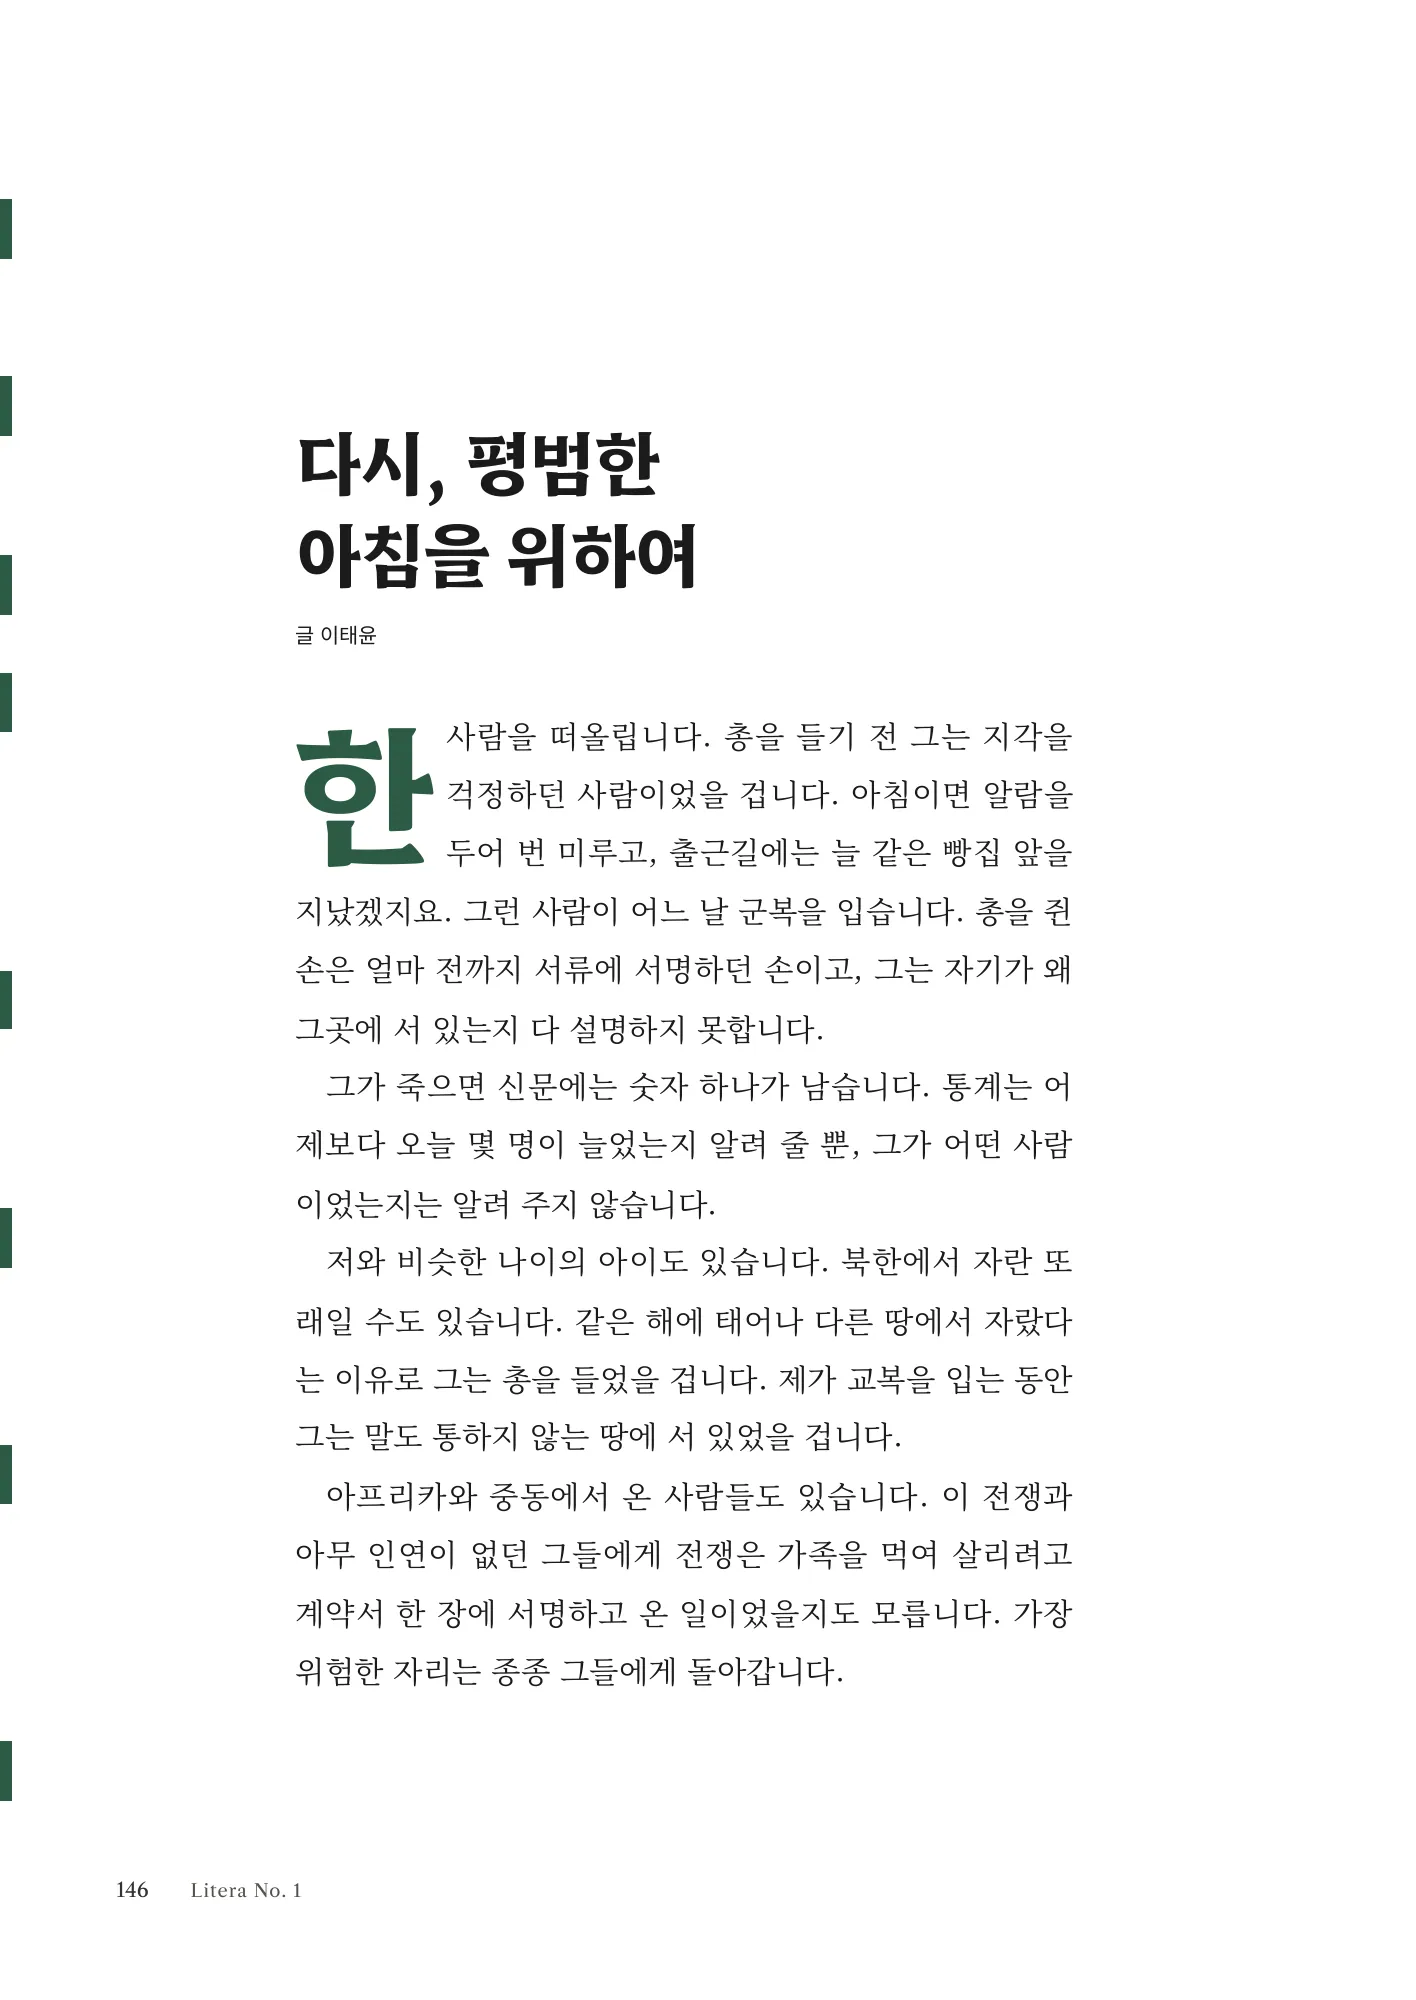 다시, 평범한
아침을 위하여
글 이태윤
한 사람을 떠올립니다. 총을 들기 전 그는 지각을
걱정하던 사람이었을 겁니다. 아침이면 알람을
두어 번 미루고, 출근길에는 늘 같은 빵집 앞을
지났겠지요. 그런 사람이 어느 날 군복을 입습니다. 총을 쥔
손은 얼마 전까지 서류에 서명하던 손이고, 그는 자기가 왜
그곳에 서 있는지 다 설명하지 못합니다.
그가 죽으면 신문에는 숫자 하나가 남습니다. 통계는 어
제보다 오늘 몇 명이 늘었는지 알려 줄 뿐, 그가 어떤 사람
이었는지는 알려 주지 않습니다.
저와 비슷한 나이의 아이도 있습니다. 북한에서 자란 또
래일 수도 있습니다. 같은 해에 태어나 다른 땅에서 자랐다
는 이유로 그는 총을 들었을 겁니다. 제가 교복을 입는 동안
그는 말도 통하지 않는 땅에 서 있었을 겁니다.
아프리카와 중동에서 온 사람들도 있습니다. 이 전쟁과
아무 인연이 없던 그들에게 전쟁은 가족을 먹여 살리려고
계약서 한 장에 서명하고 온 일이었을지도 모릅니다. 가장
위험한 자리는 종종 그들에게 돌아갑니다.
146 Litera No. 1